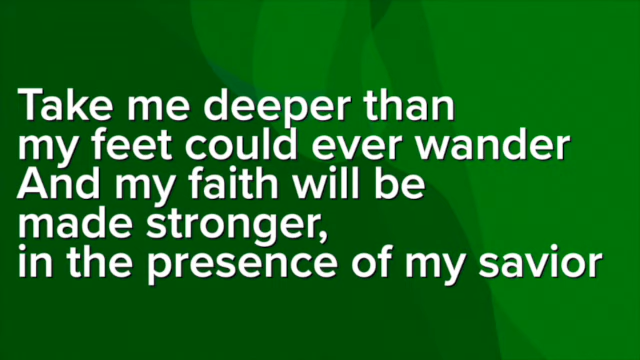 Take me deeper than
my feet could ever wander
And my faith will be
made stronger,
in the presence of my savior